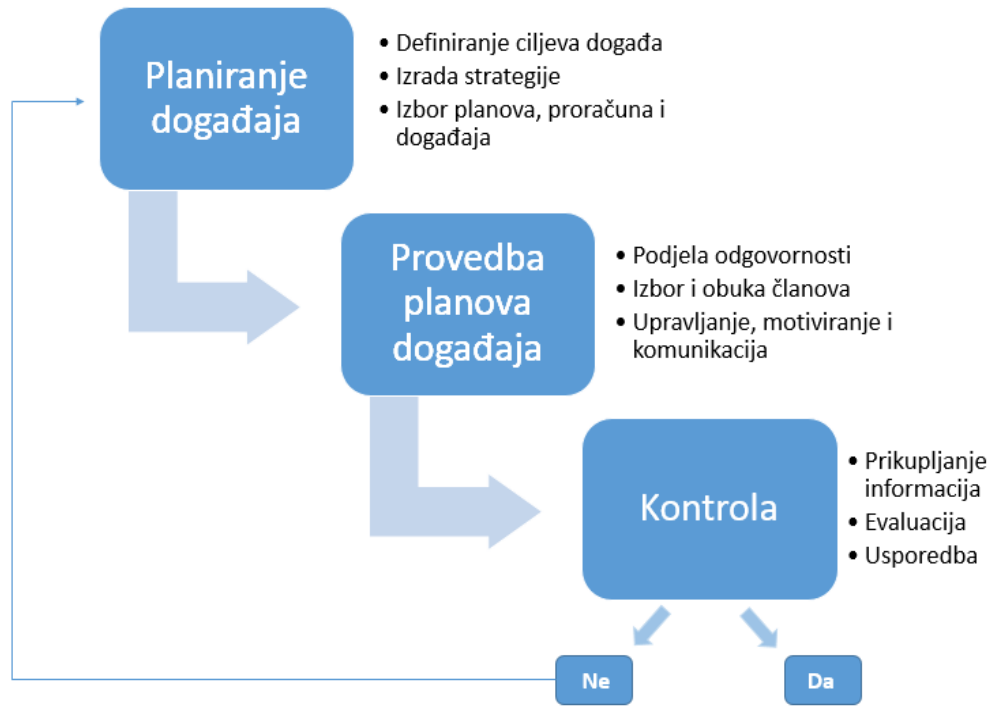 Planiranje
događaja
• Definiranje ciljeva događa
• Izrada strategije
• Izbor planova, proračuna i
događaja
Provedba
planova
događaja
• Podjela odgovornosti
• Izbor i obuka članova
• Upravljanje, motiviranje i
komunikacija
Kontrola
• Prikupljanje
informacija
• Evaluacija
• Usporedba
Ne
Da